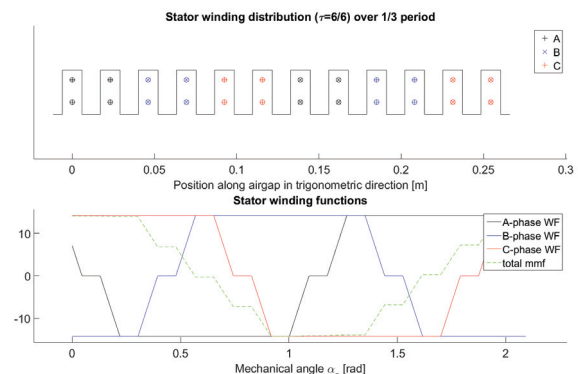 Stator winding distribution (τ=6/6) over 1/3 period
A
B
C
0
0.05
0.1
0.15
0.2
0.25
0.3
Position along airgap in trigonometric direction [m]
Stator winding functions
10
0
-10
A-phase WF
B-phase WF
C-phase WF
total mmf
0
0.5
1
1.5
2
Mechanical angle α [rad]